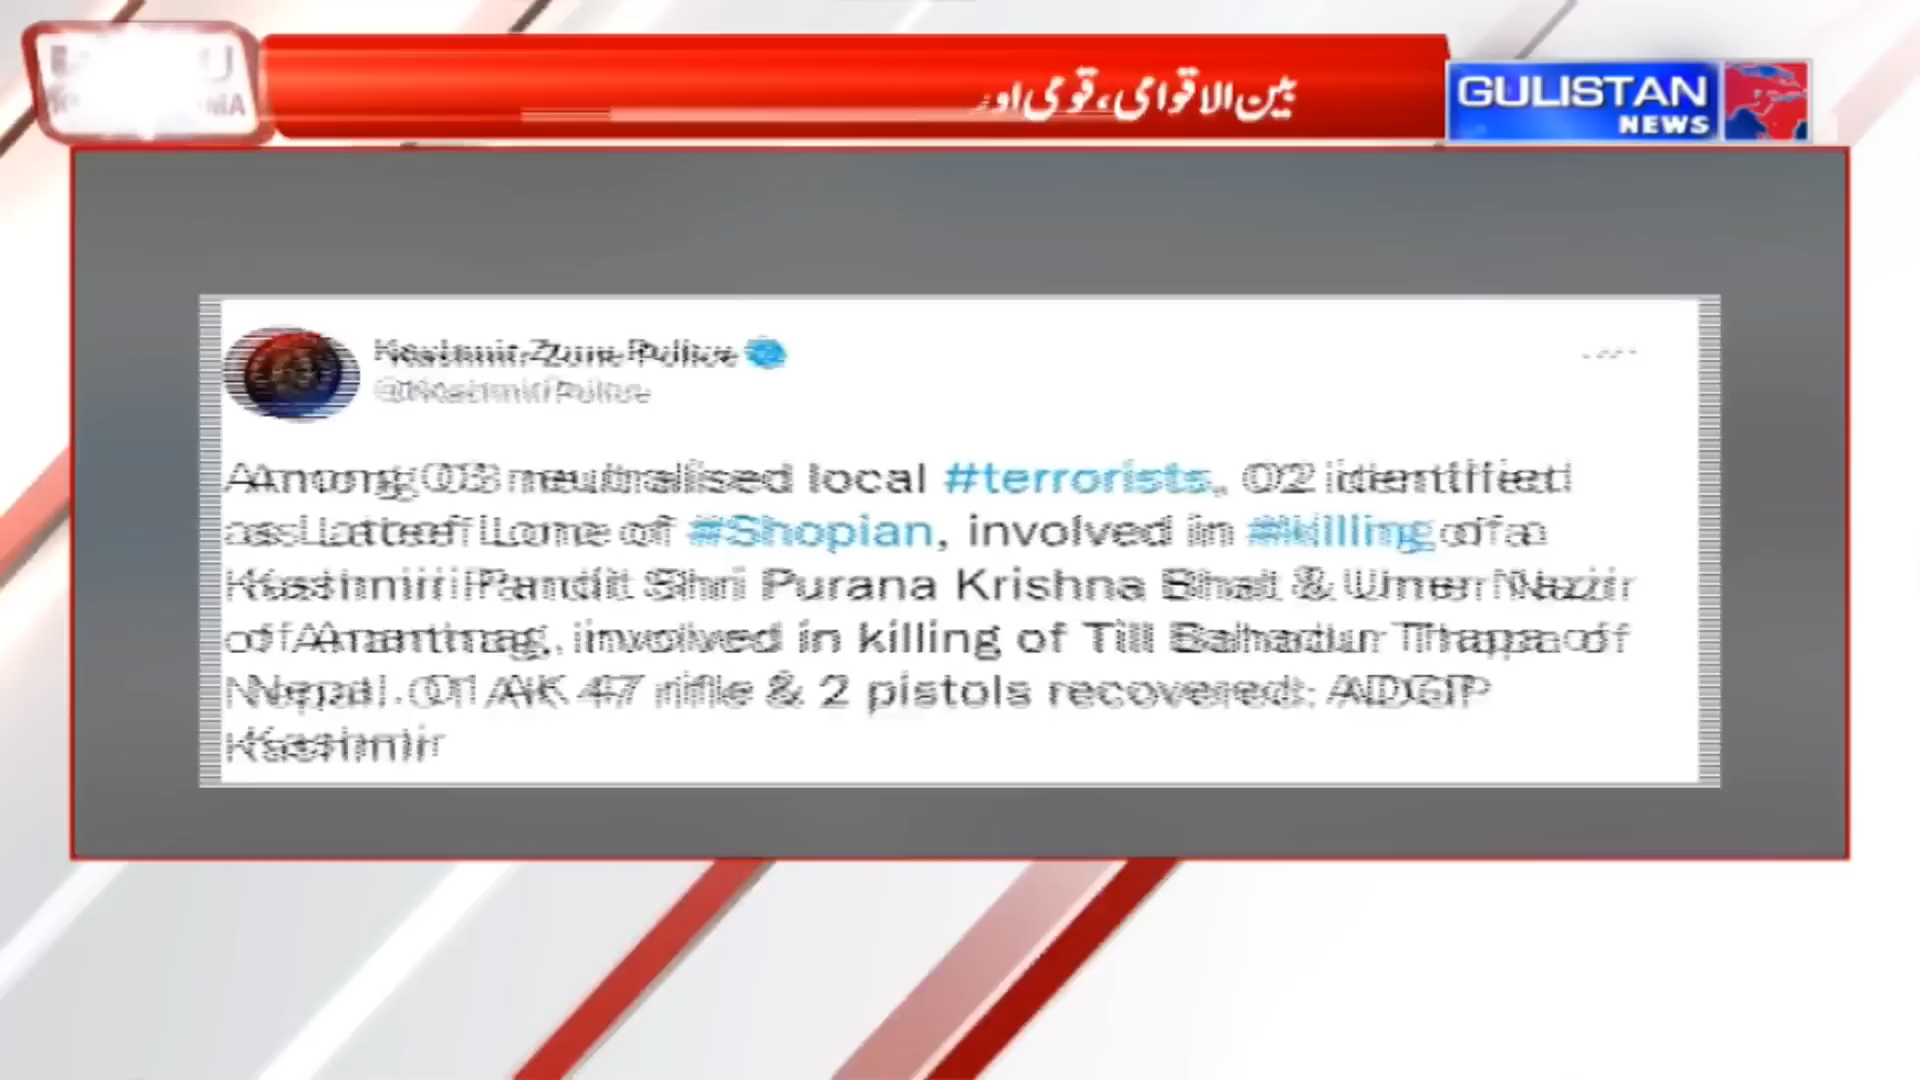 بین الاقوامی، قومی اور
GULISTAN
NEWS
Kashmir Zone Police
@KashmirPolice
Among 03 neutralised local #terrorists, 02 identified
as Lateef Lone of #Shopian, involved in #killing of a
Kashmiri Pandit Shri Purana Krishna Bhat & Umer Nazir
of Anantnag, involved in killing of Till Bahadur Thapa of
Nepal. 01 AK 47 rifle & 2 pistols recovered: ADGP
Kashmir